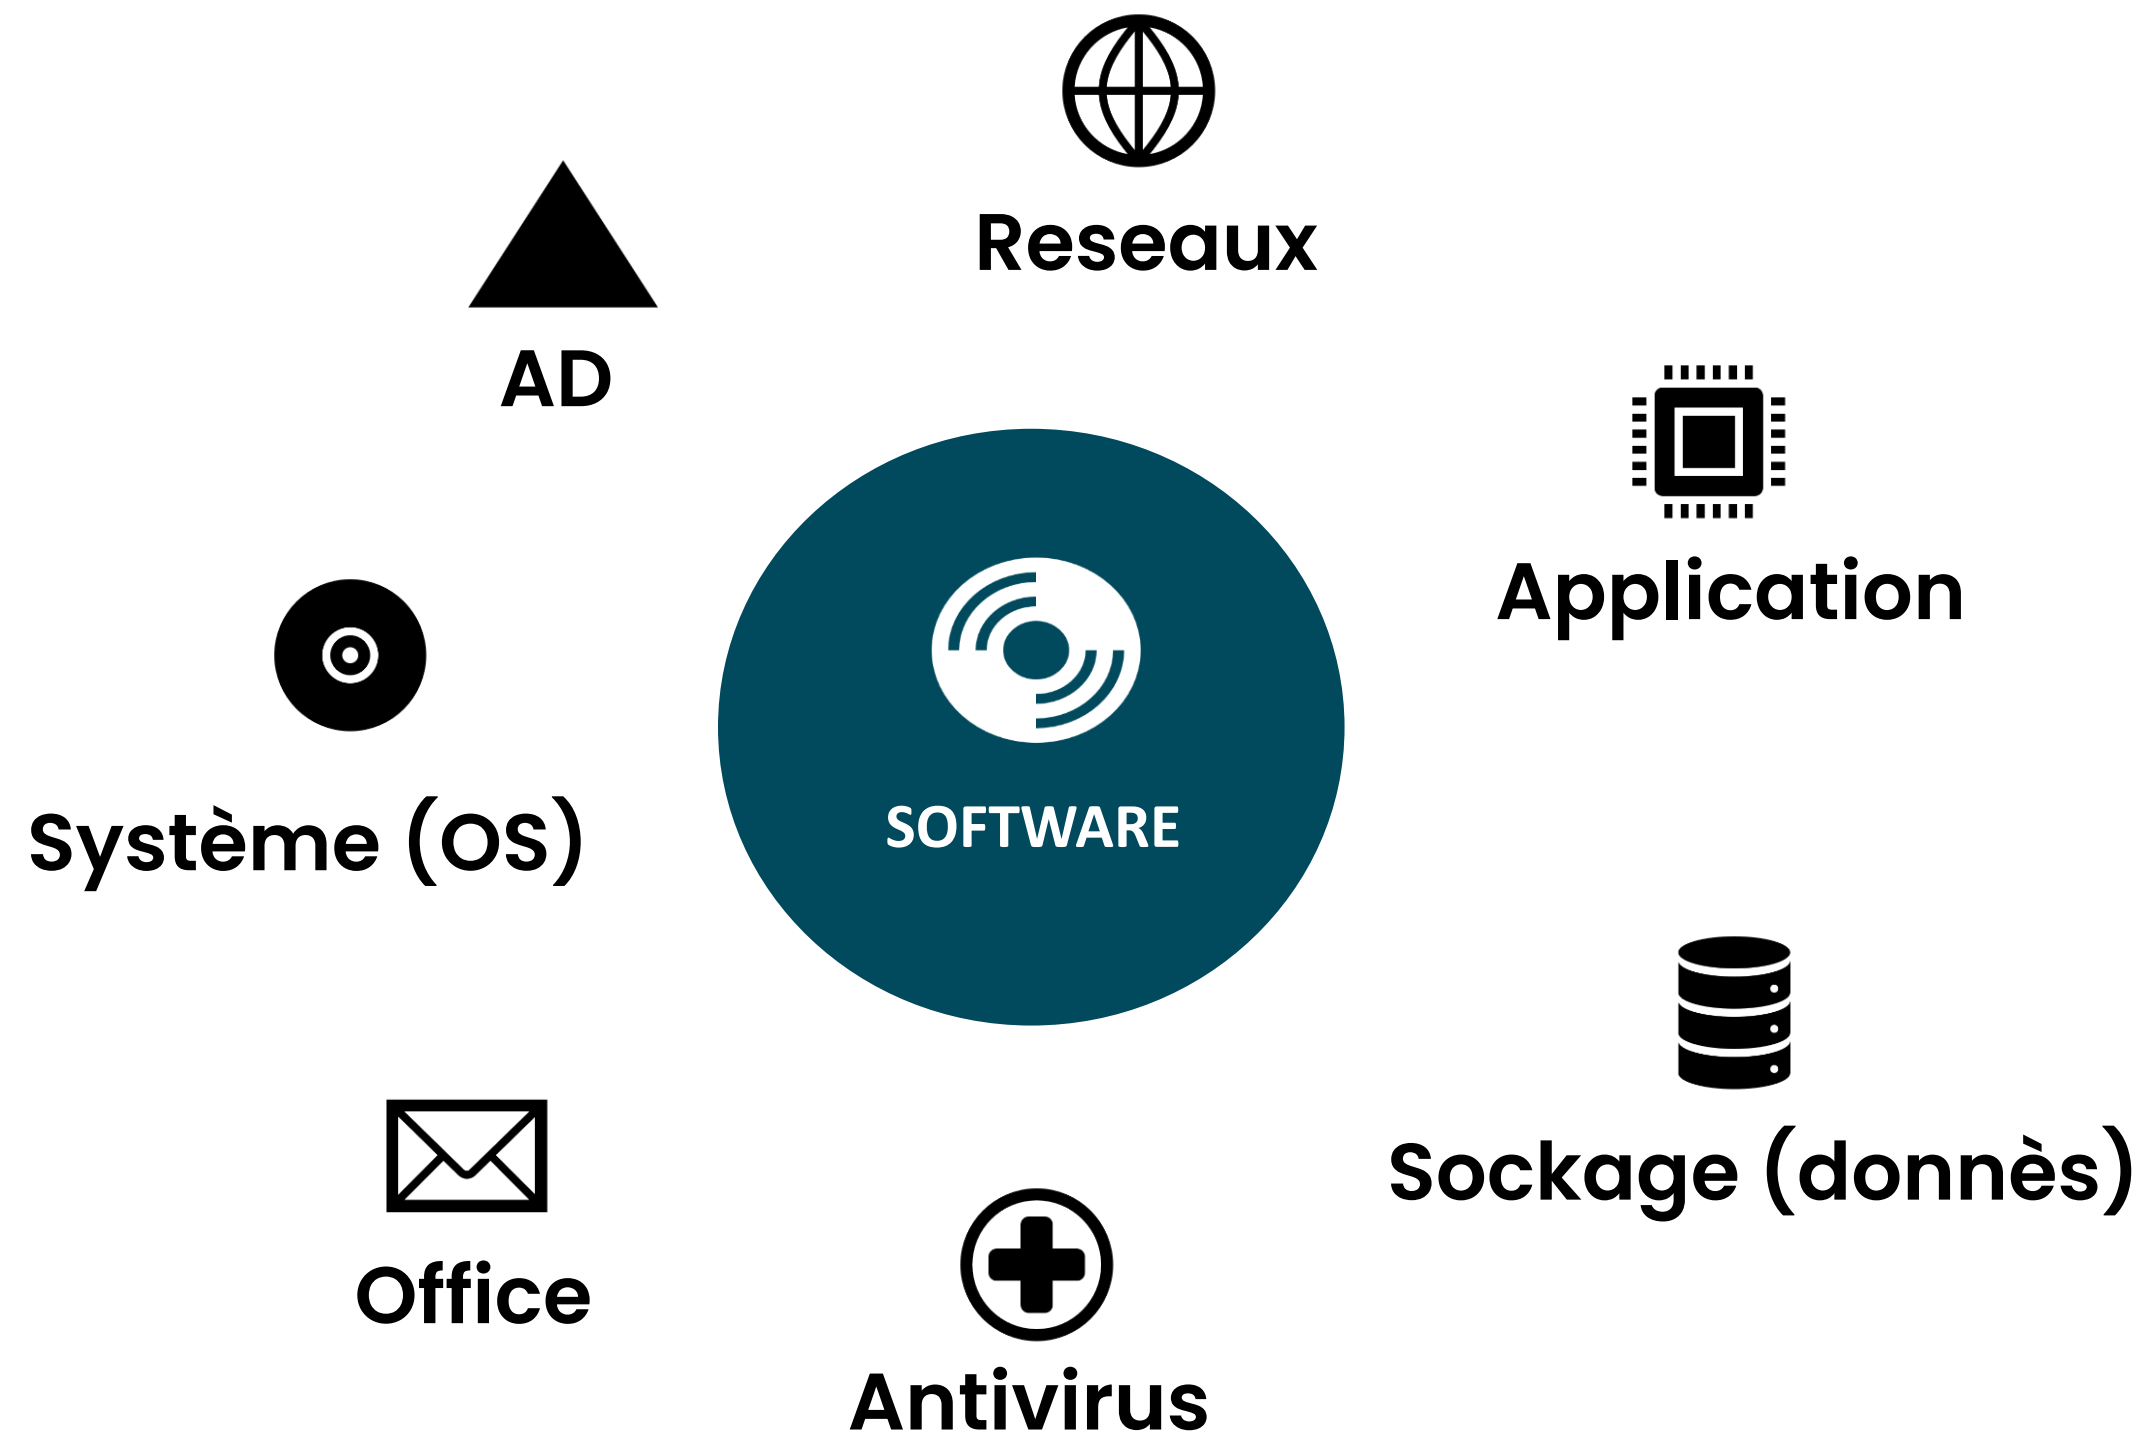 Reseaux
AD
Application
SOFTWARE
Système (OS)
Sockage (donnès)
Office
Antivirus